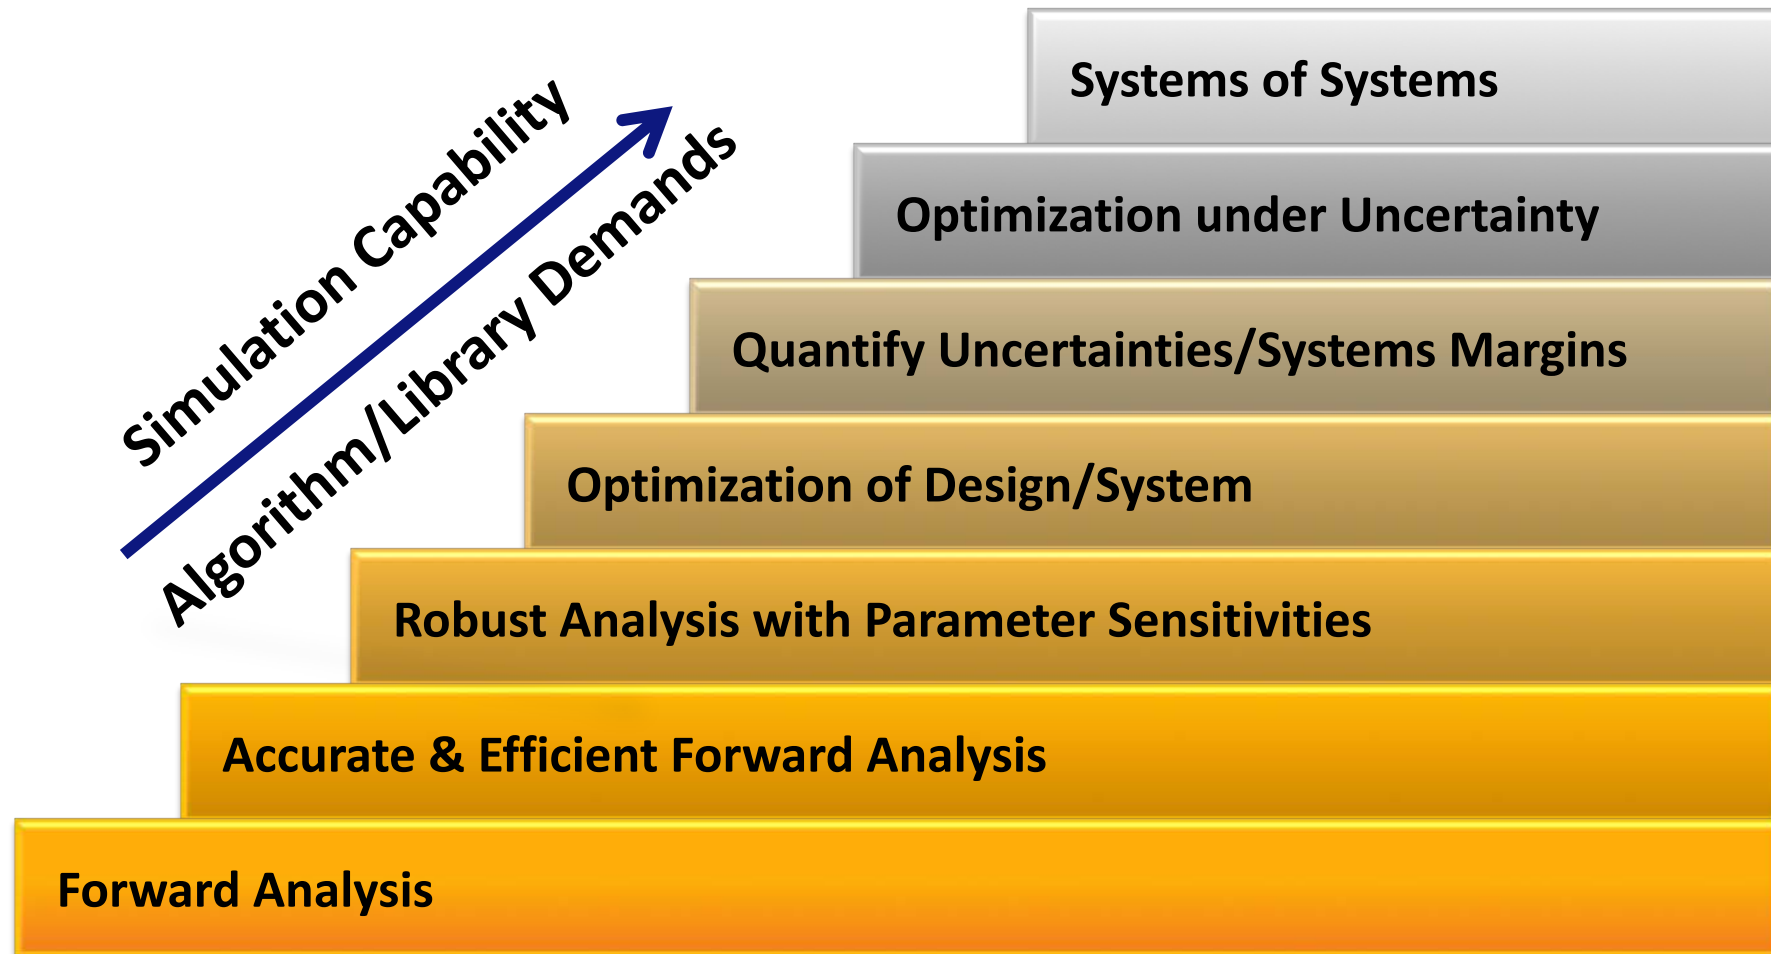 Systems of Systems
Simulation Capability
Algorithm/Library Demands
Optimization under Uncertainty
Quantify Uncertainties/Systems Margins
Optimization of Design/System
Robust Analysis with Parameter Sensitivities
Accurate & Efficient Forward Analysis
Forward Analysis